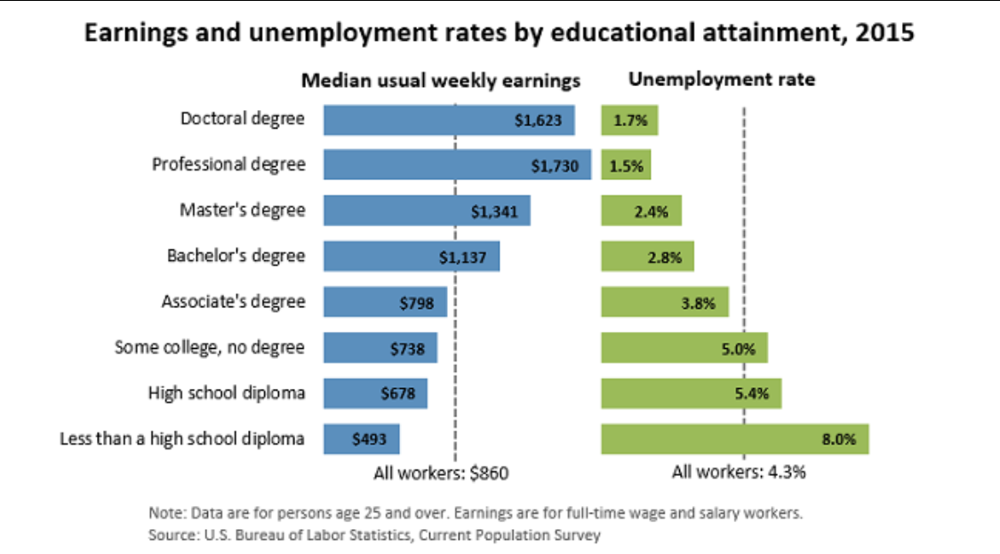 Earnings and unemployment rates by educational attainment, 2015
Median usual weekly earnings Unemployment rate
Doctoral degree $1,623 1.7%
Professional degree $1,730 1.5%
Master's degree $1,341 2.4%
Bachelor's degree $1,137 2.8%
Associate's degree $798 3.8%
Some college, no degree $738 5.0%
High school diploma $678 5.4%
Less than a high school diploma $493 8.0%
All workers: $860 All workers: 4.3%
Note: Data are for persons age 25 and over. Earnings are for full-time wage and salary workers.
Source: U.S. Bureau of Labor Statistics, Current Population Survey